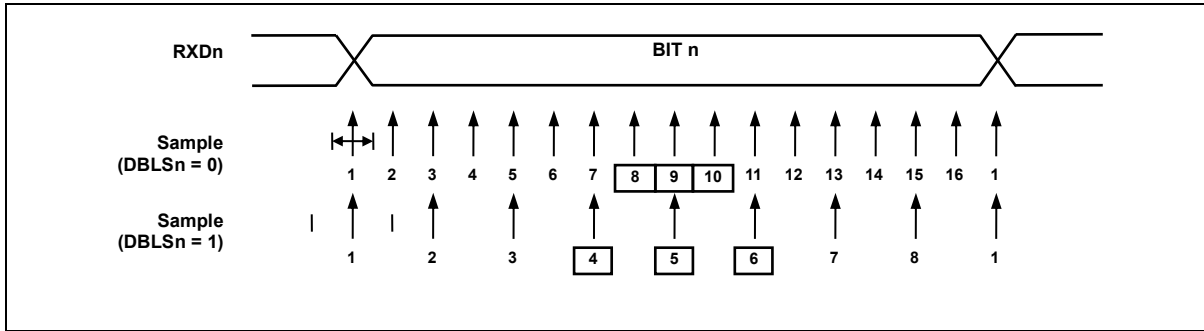 RXDn
BIT n
Sample
(DBLSn = 0)
1 2 3 4 5 6 7 8 9 10 11 12 13 14 15 16 1
Sample
(DBLSn = 1)
1 2 3 4 5 6 7 8 1